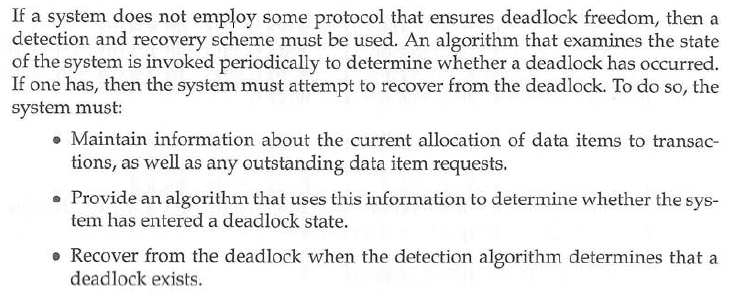 If a system does not employ some protocol that ensures deadlock freedom, then a
detection and recovery scheme must be used. An algorithm that examines the state
of the system is invoked periodically to determine whether a deadlock has occurred.
If one has, then the system must attempt to recover from the deadlock. To do so, the
system must:
• Maintain information about the current allocation of data items to transac-
tions, as well as any outstanding data item requests.
• Provide an algorithm that uses this information to determine whether the sys-
tem has entered a deadlock state.
• Recover from the deadlock when the detection algorithm determines that a
deadlock exists.